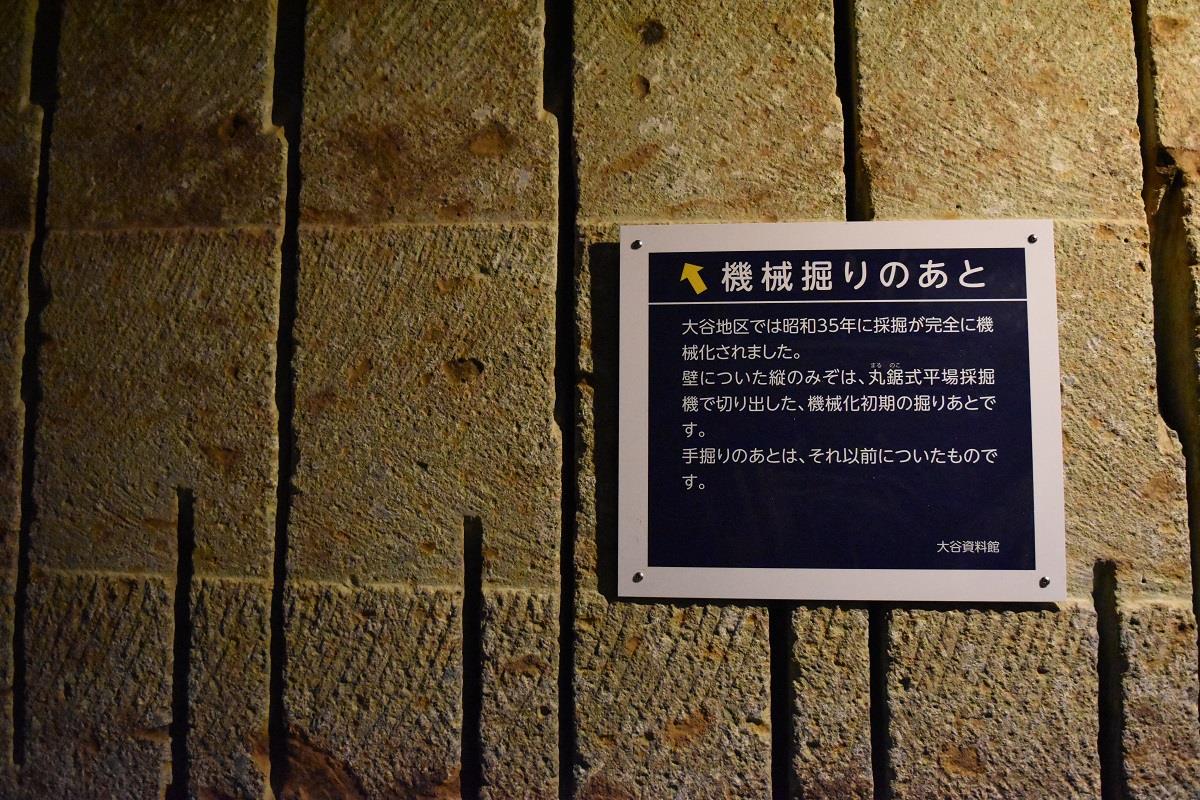 機械掘りのあと
大谷地区では昭和35年に採掘が完全に機
械化されました。
壁についた縦のみぞは、丸鋸式平場採掘
まる のこ
機で切り出した、機械化初期の掘りあとで
す。
手掘りのあとは、それ以前についたもので
す。
大谷資料館